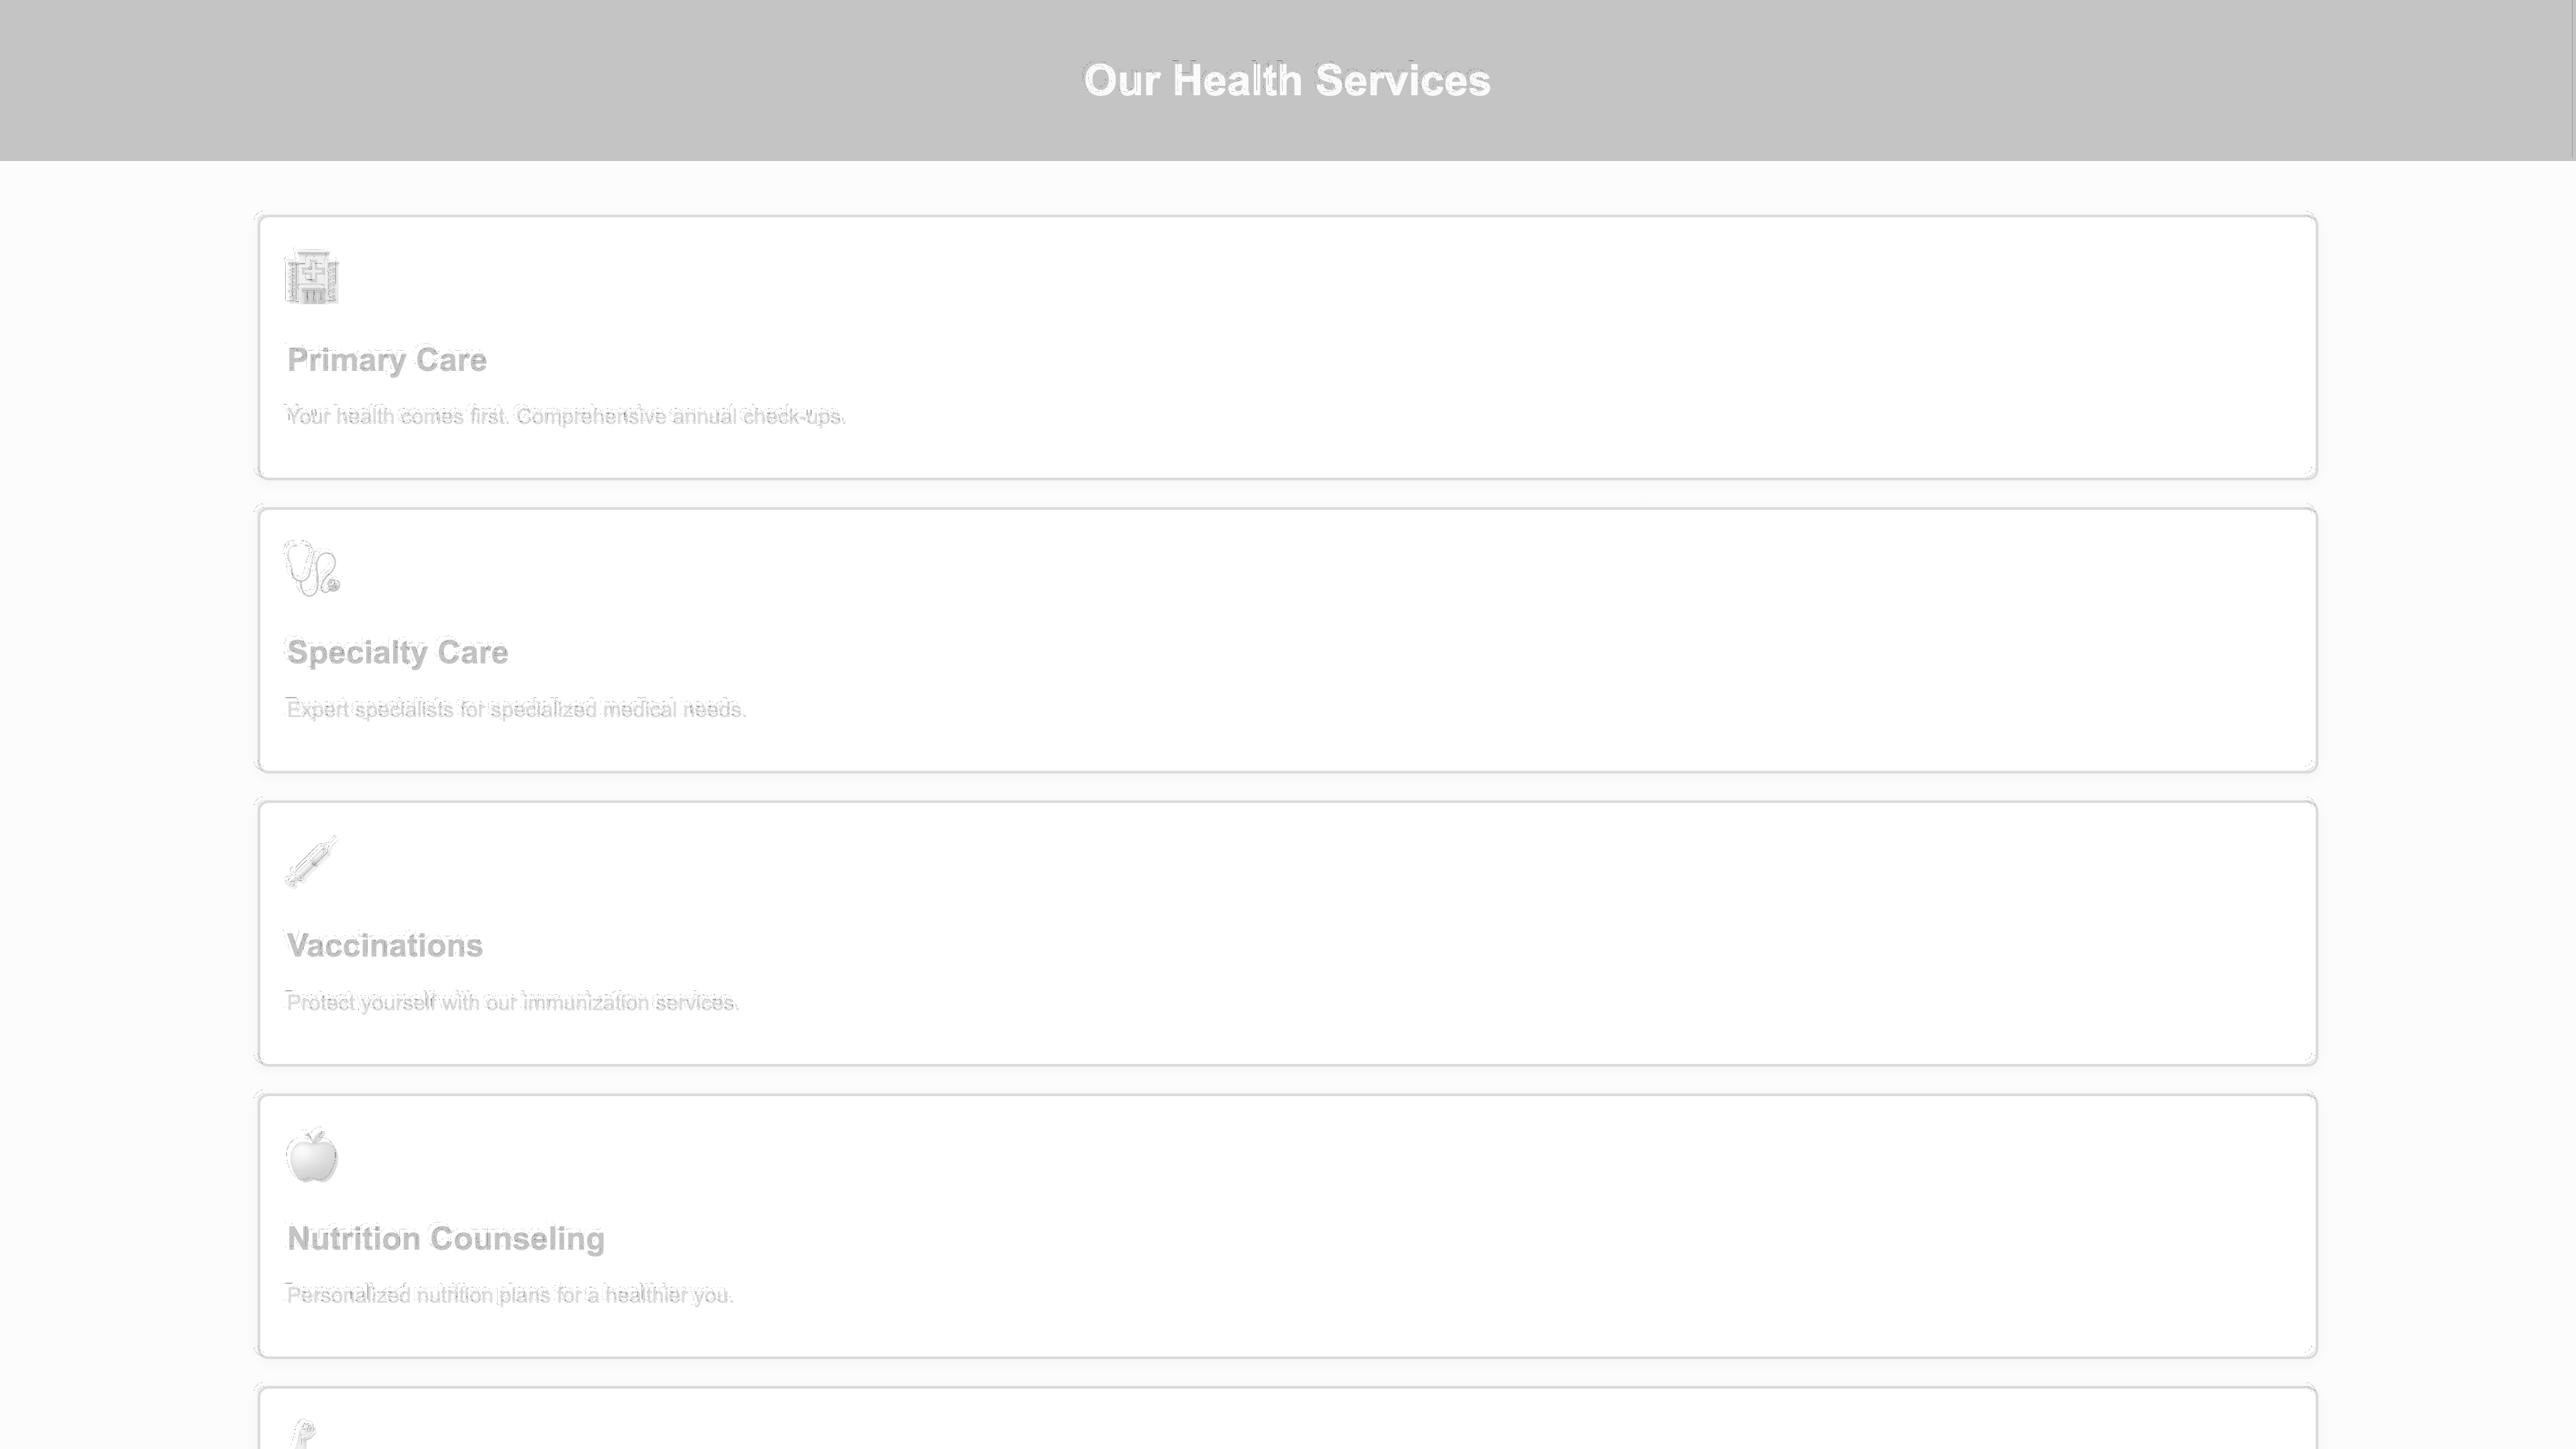 Our Health Services
Primary Care
Your health comes first. Comprehensive annual check-ups.
Specialty Care
Expert specialists for specialized medical needs.
Vaccinations
Protect yourself with our immunization services.
Nutrition Counseling
Personalized nutrition plans for a healthier you.